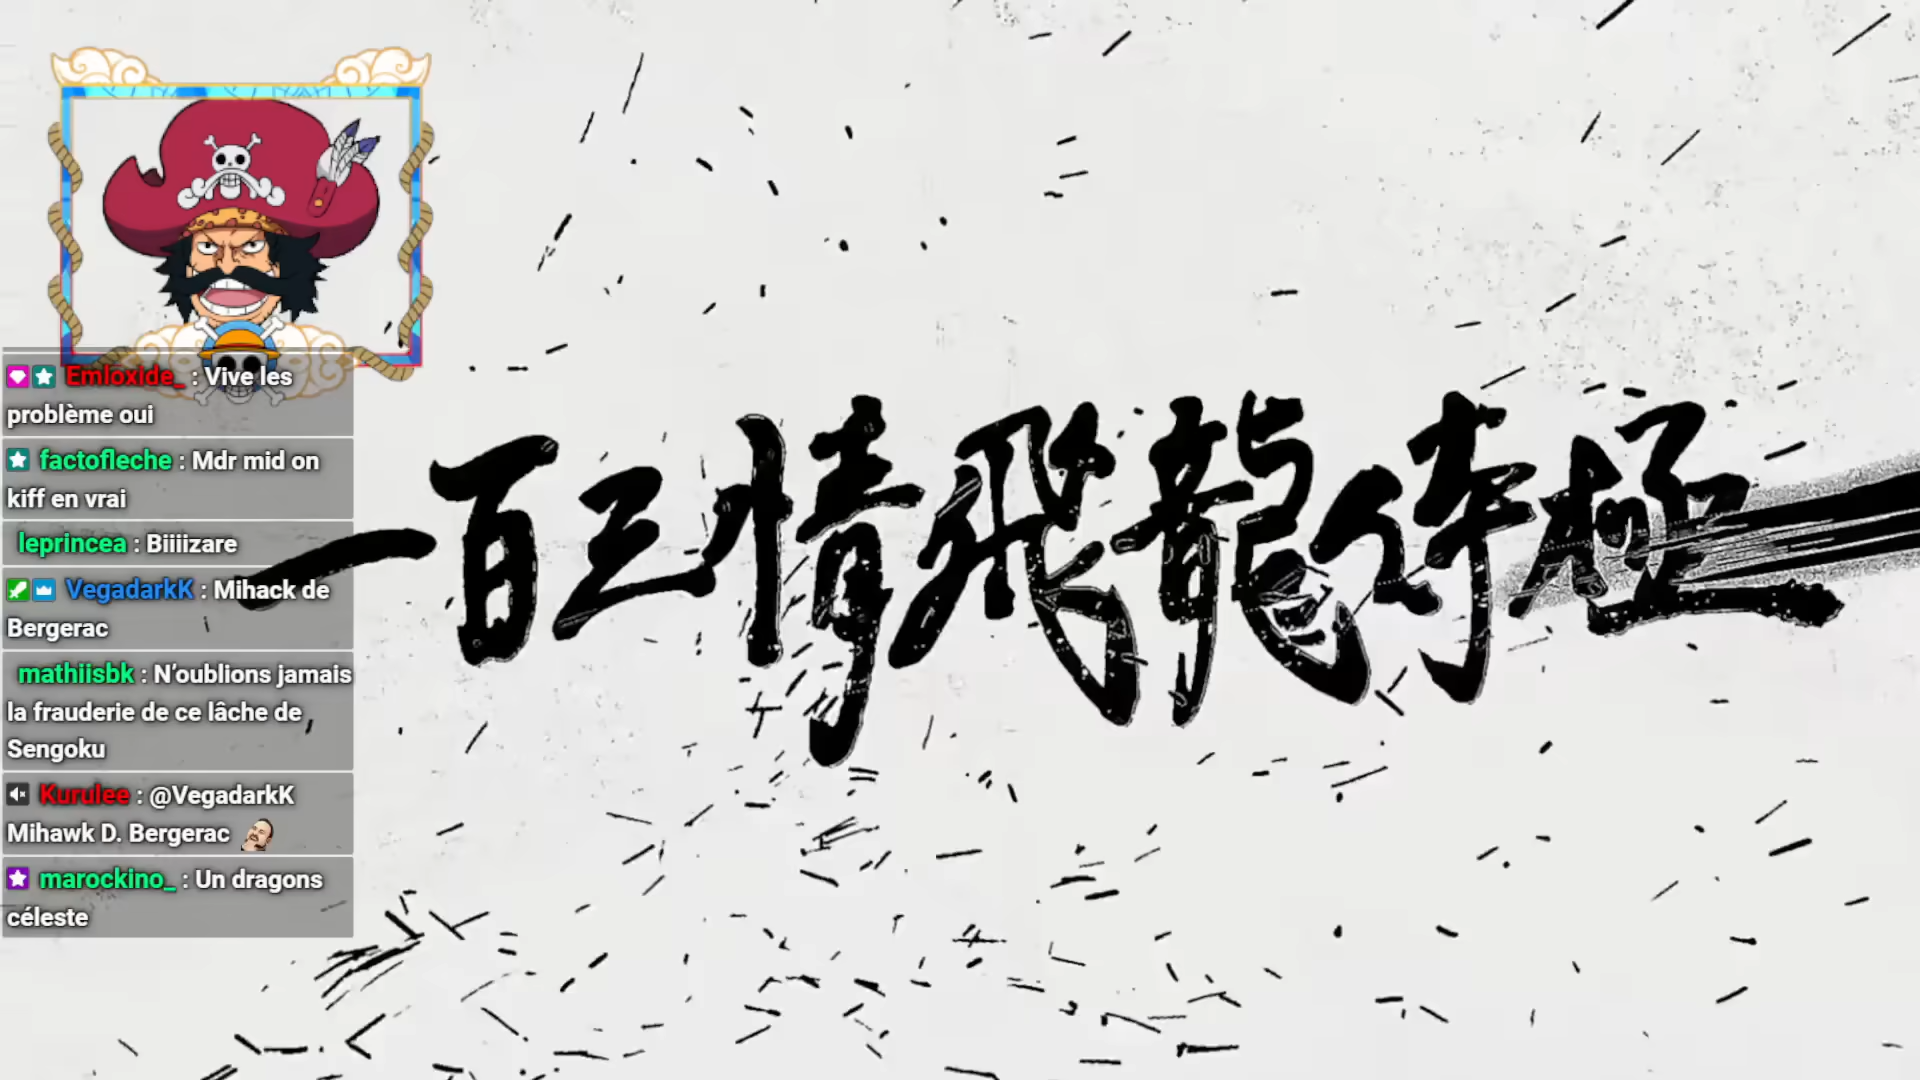 Emloxide_ : Vive les
problème oui
factofleche : Mdr mid on
kiff en vrai
leprincea : Biiiizare
VegadarkK : Mihack de
Bergerac
mathiisbk : N’oublions jamais
la frauderie de ce lâche de
Sengoku
Kurulee : @VegadarkK
Mihawk D. Bergerac
marockino_ : Un dragons
céleste
一百三情飛龍侍極